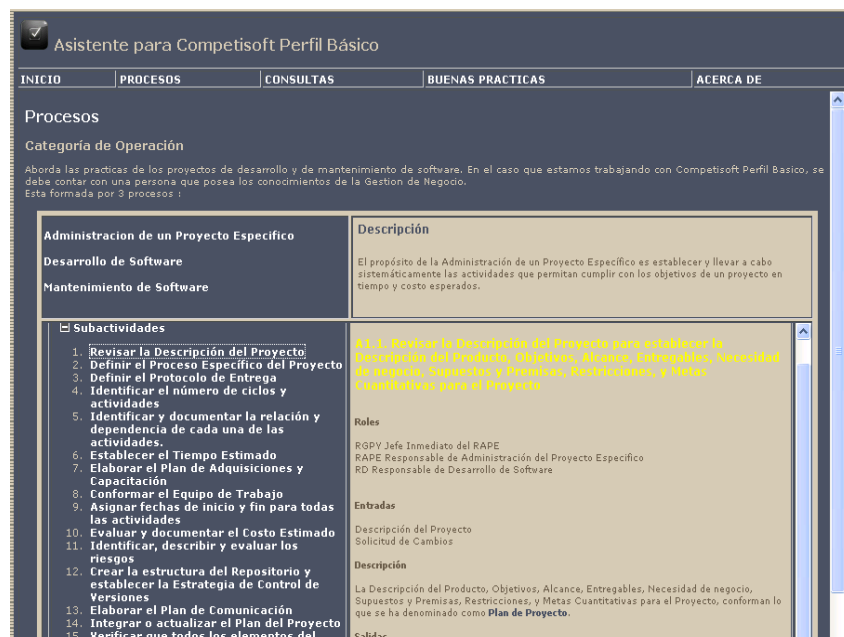 Asistente para Competisoft Perfil Básico
INICIO PROCESOS CONSULTAS BUENAS PRACTICAS ACERCA DE
Procesos
Categoría de Operación
Aborda las practicas de los proyectos de desarrollo y de mantenimiento de software. En el caso que estamos trabajando con Competisoft Perfil Basico, se
debe contar con una persona que posea los conocimientos de la Gestion de Negocio.
Esta formada por 3 procesos :
Administracion de un Proyecto Especifico
Desarrollo de Software
Mantenimiento de Software
Descripción
El propósito de la Administración de un Proyecto Específico es establecer y llevar a cabo
sistemáticamente las actividades que permitan cumplir con los objetivos de un proyecto en
tiempo y costo esperados.
Subactividades
1. Revisar la Descripción del Proyecto
2. Definir el Proceso Específico del Proyecto
3. Definir el Protocolo de Entrega
4. Identificar el número de ciclos y
actividades
5. Identificar y documentar la relación y
dependencia de cada una de las
actividades.
6. Establecer el Tiempo Estimado
7. Elaborar el Plan de Adquisiciones y
Capacitación
8. Conformar el Equipo de Trabajo
9. Asignar fechas de inicio y fin para todas
las actividades
10. Evaluar y documentar el Costo Estimado
11. Identificar, describir y evaluar los
riesgos
12. Crear la estructura del Repositorio y
establecer la Estrategia de Control de
Versiones
13. Elaborar el Plan de Comunicación
14. Integrar o actualizar el Plan del Proyecto
15. Verificar que todos los elementos del
A1.1. Revisar la Descripción del Proyecto para establecer la
Descripción del Producto, Objetivos, Alcance, Entregables, Necesidad
de negocio, Supuestos y Premisas, Restricciones, y Metas
Cuantitativas para el Proyecto
Roles
RGPY Jefe Inmediato del RAPE
RAPE Responsable de Administración del Proyecto Especifico
RD Responsable de Desarrollo de Software
Entradas
Descripción del Proyecto
Solicitud de Cambios
Descripción
La Descripción del Producto, Objetivos, Alcance, Entregables, Necesidad de negocio,
Supuestos y Premisas, Restricciones, y Metas Cuantitativas para el Proyecto, conforman lo
que se ha denominado como Plan de Proyecto.
Salidas